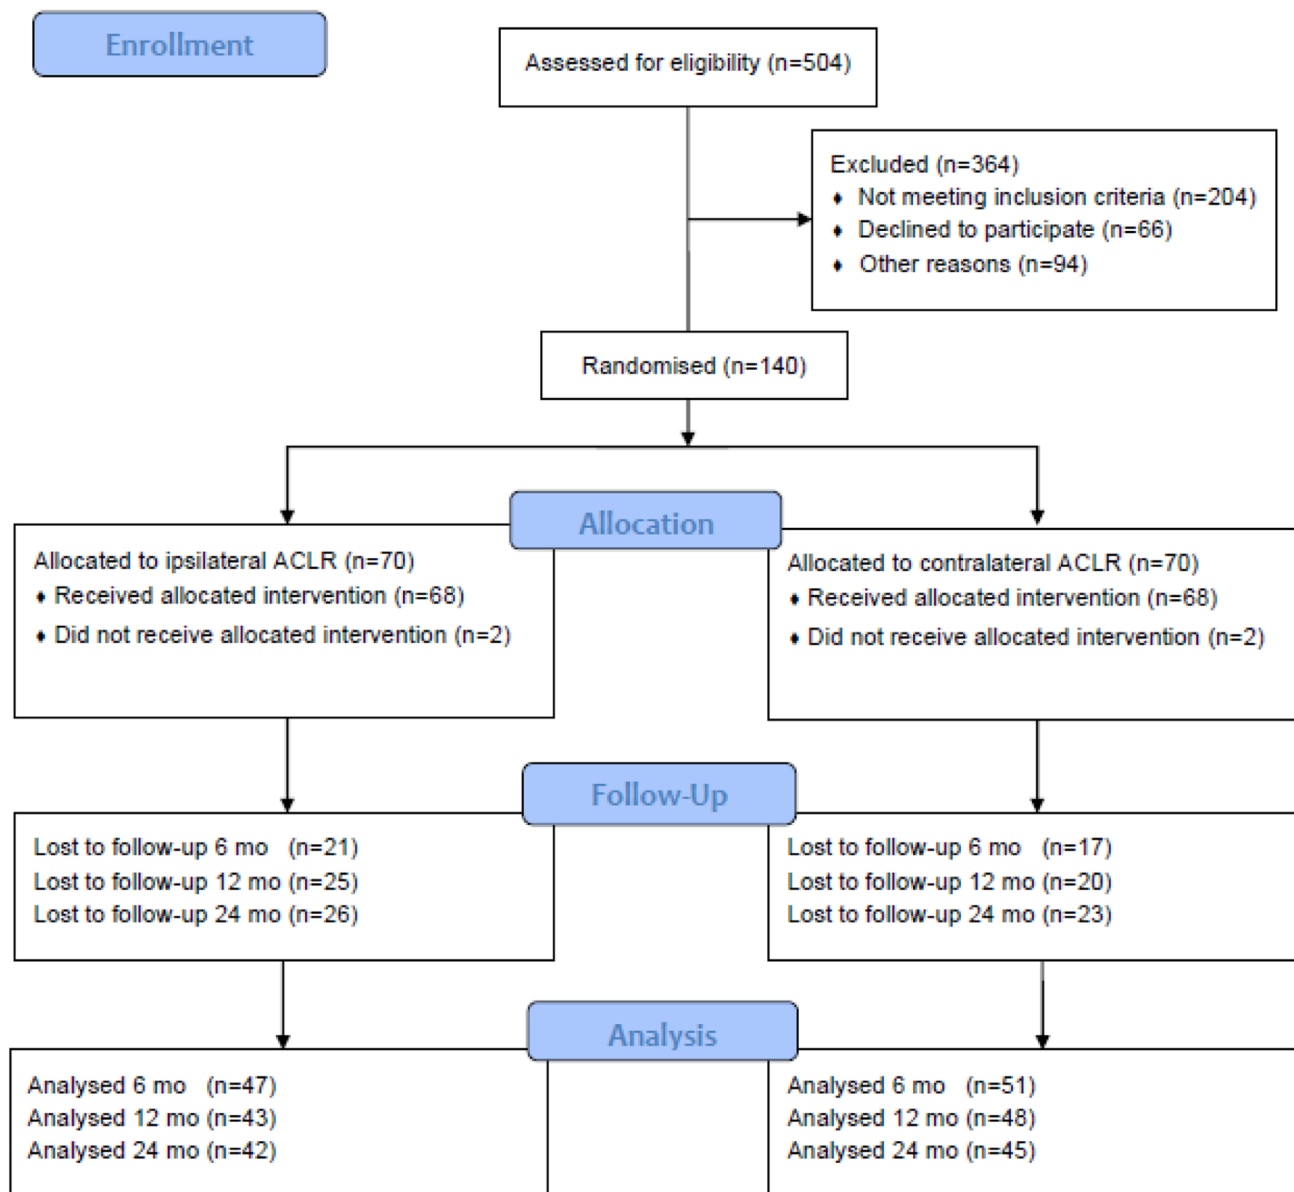 Enrollment
Assessed for eligibility (n=504)
Excluded (n=364)
♦ Not meeting inclusion criteria (n=204)
♦ Declined to participate (n=66)
♦ Other reasons (n=94)
Randomised (n=140)
Allocation
Allocated to ipsilateral ACLR (n=70)
♦ Received allocated intervention (n=68)
♦ Did not receive allocated intervention (n=2)
Allocated to contralateral ACLR (n=70)
♦ Received allocated intervention (n=68)
♦ Did not receive allocated intervention (n=2)
Follow-Up
Lost to follow-up 6 mo (n=21)
Lost to follow-up 12 mo (n=25)
Lost to follow-up 24 mo (n=26)
Lost to follow-up 6 mo (n=17)
Lost to follow-up 12 mo (n=20)
Lost to follow-up 24 mo (n=23)
Analysis
Analysed 6 mo (n=47)
Analysed 12 mo (n=43)
Analysed 24 mo (n=42)
Analysed 6 mo (n=51)
Analysed 12 mo (n=48)
Analysed 24 mo (n=45)